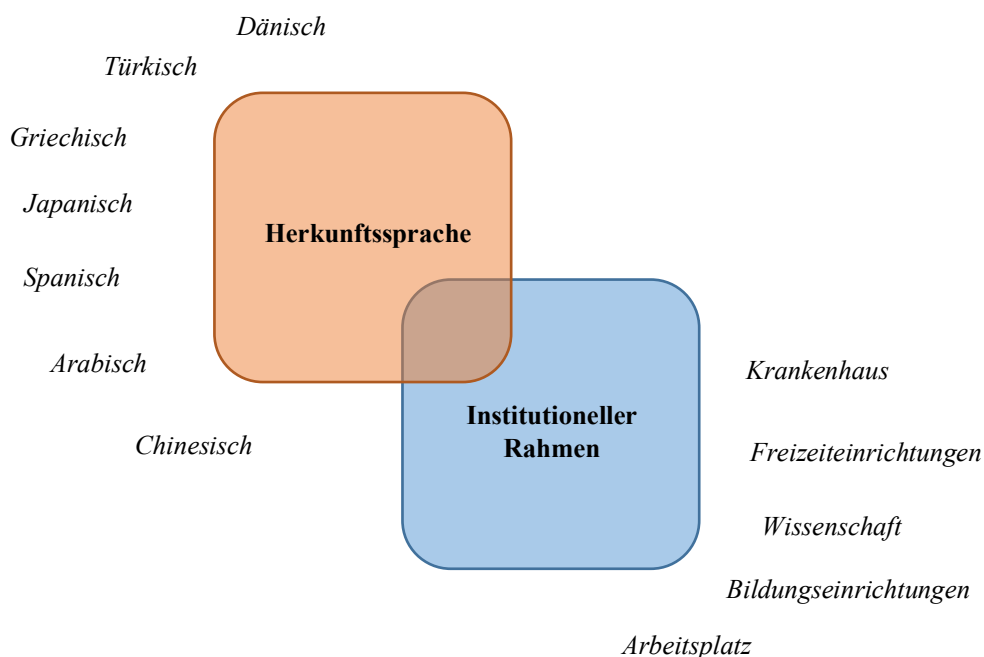 Dänisch
Türkisch
Griechisch
Japanisch
Herkunftssprache
Spanisch
Arabisch
Krankenhaus
Institutioneller
Rahmen
Chinesisch
Freizeiteinrichtungen
Wissenschaft
Bildungseinrichtungen
Arbeitsplatz